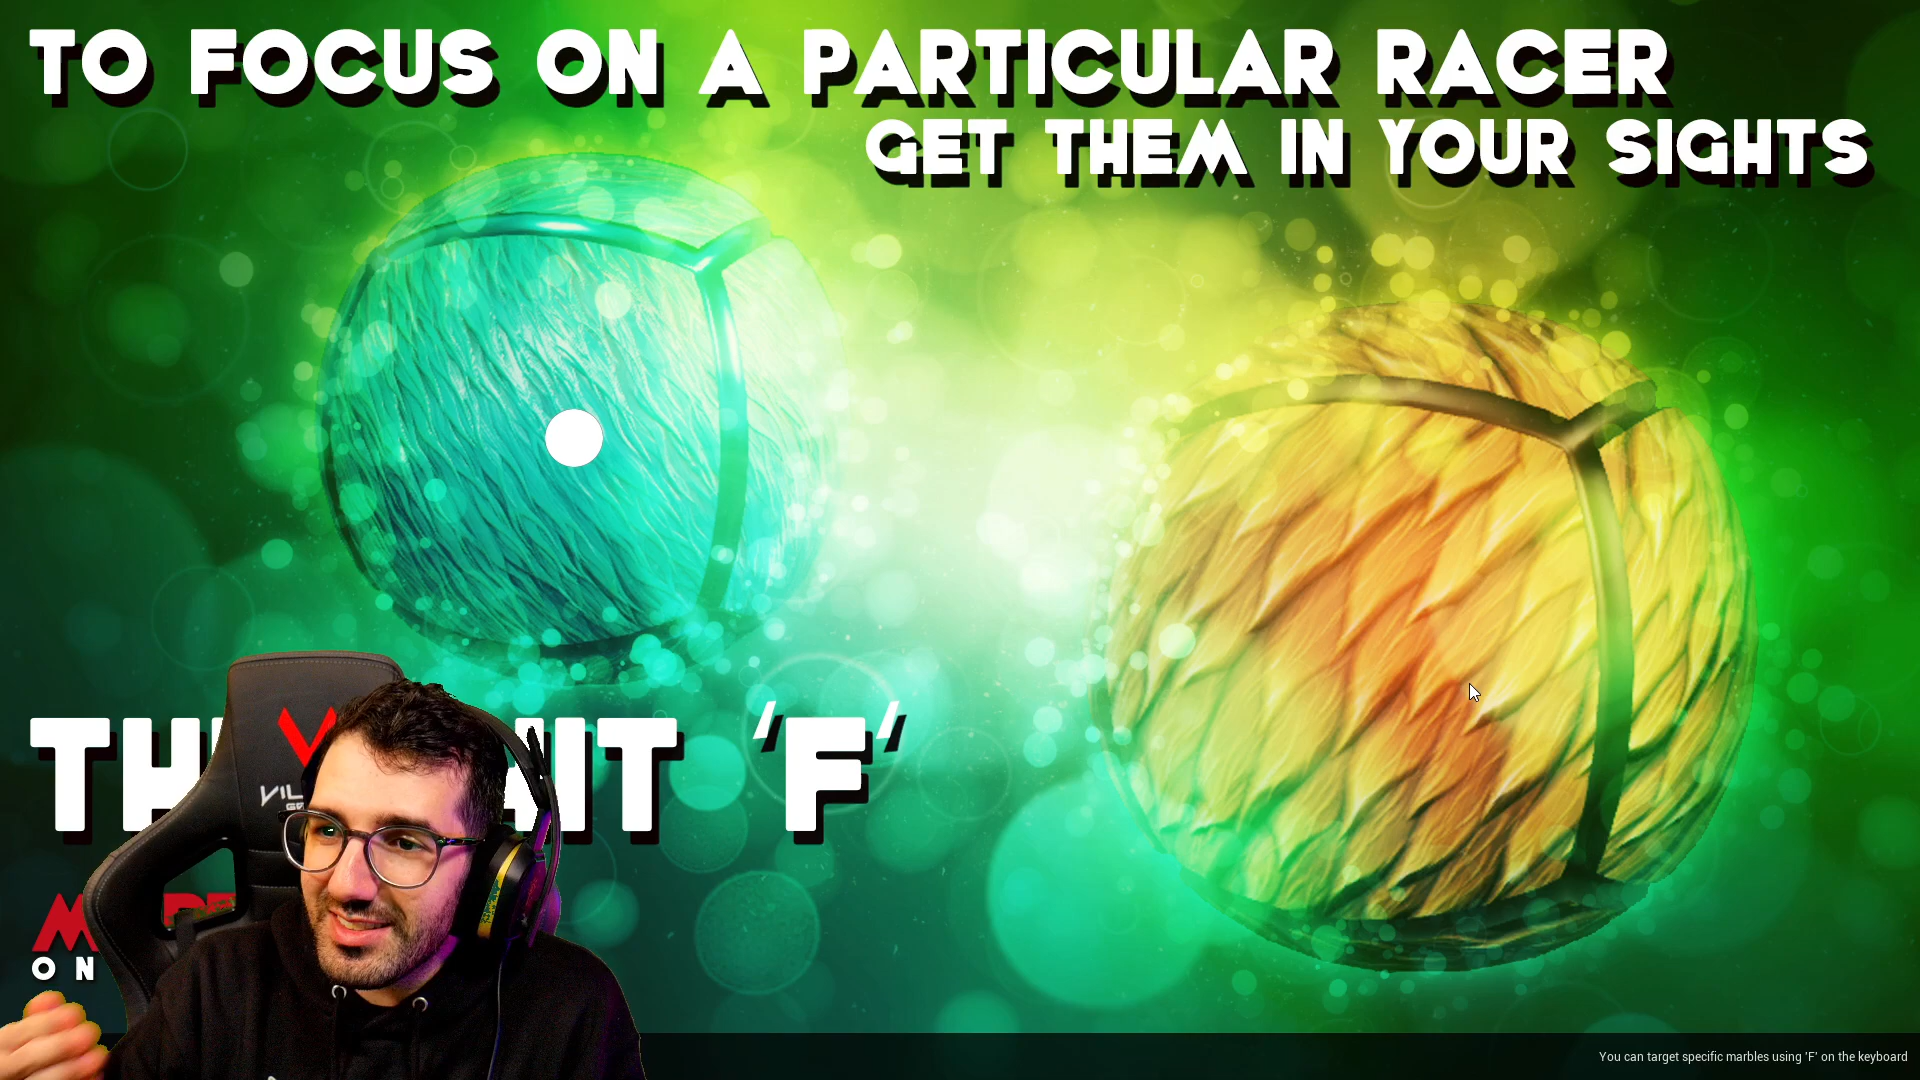 TO FOCUS ON A PARTICULAR RACER
GET THEM IN YOUR SIGHTS
HIT 'F'
ON
You can target specific marbles using 'F' on the keyboard